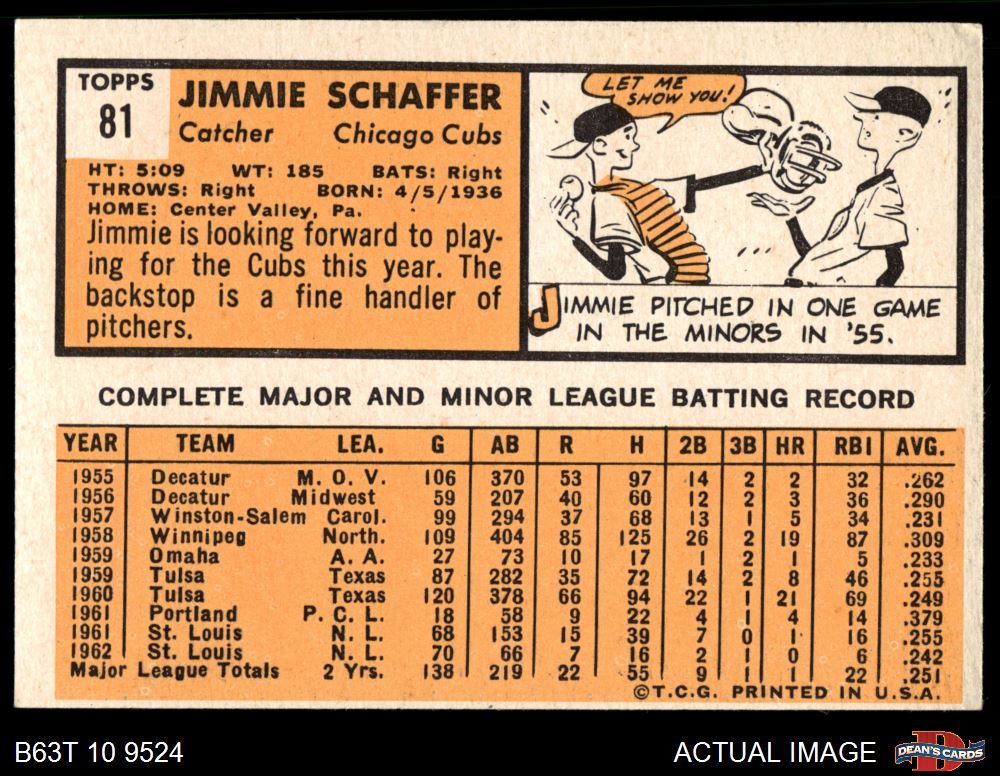 TOPPS
81
JIMMIE SCHAFFER
Catcher Chicago Cubs
HT: 5:09 WT: 185 BATS: Right
THROWS: Right BORN: 4/5/1936
HOME: Center Valley, Pa.
Jimmie is looking forward to play-
ing for the Cubs this year. The
backstop is a fine handler of
pitchers.
LET ME
SHOW YOU!
JIMMIE PITCHED IN ONE GAME
IN THE MINORS IN '55.
COMPLETE MAJOR AND MINOR LEAGUE BATTING RECORD
YEAR TEAM LEA. G AB R H 2B 3B HR RBI AVG.
1955 Decatur M. O. V. 106 370 53 97 14 2 2 32 .262
1956 Decatur Midwest 59 207 40 60 12 2 3 36 .290
1957 Winston-Salem Carol. 99 294 37 68 13 1 5 34 .231
1958 Winnipeg North. 109 404 85 125 26 2 19 87 .309
1959 Omaha A. A. 27 73 10 17 1 2 1 5 .233
1959 Tulsa Texas 87 282 35 72 14 2 8 46 .255
1960 Tulsa Texas 120 378 66 94 22 1 21 69 .249
1961 Portland P. C. L. 18 58 9 22 4 1 4 14 .379
1961 St. Louis N. L. 68 153 15 39 7 0 1 16 .255
1962 St. Louis N. L. 70 66 7 16 2 1 0 6 .242
Major League Totals 2 Yrs. 138 219 22 55 9 1 1 22 .251
©T.C.G. PRINTED IN U.S.A.
B63T 10 9524 ACTUAL IMAGE DEAN'S CARDS